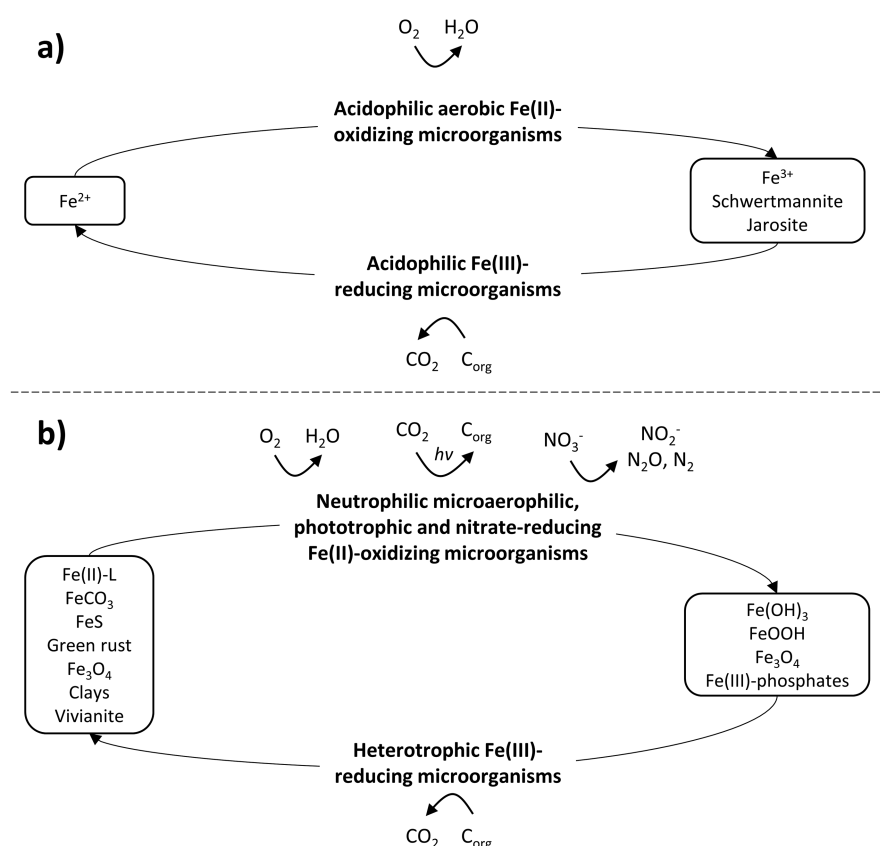 a)
O₂ H₂O
Acidophilic aerobic Fe(II)-
oxidizing microorganisms
Fe²⁺
Fe³⁺
Schwertmannite
Jarosite
Acidophilic Fe(III)-
reducing microorganisms
CO₂ Corg
b)
O₂ H₂O
CO₂ Corg
hν
NO₃⁻
NO₂⁻
N₂O, N₂
Neutrophilic microaerophilic,
phototrophic and nitrate-reducing
Fe(II)-oxidizing microorganisms
Fe(II)-L
FeCO₃
FeS
Green rust
Fe₃O₄
Clays
Vivianite
Fe(OH)₃
FeOOH
Fe₃O₄
Fe(III)-phosphates
Heterotrophic Fe(III)-
reducing microorganisms
CO₂ Corg